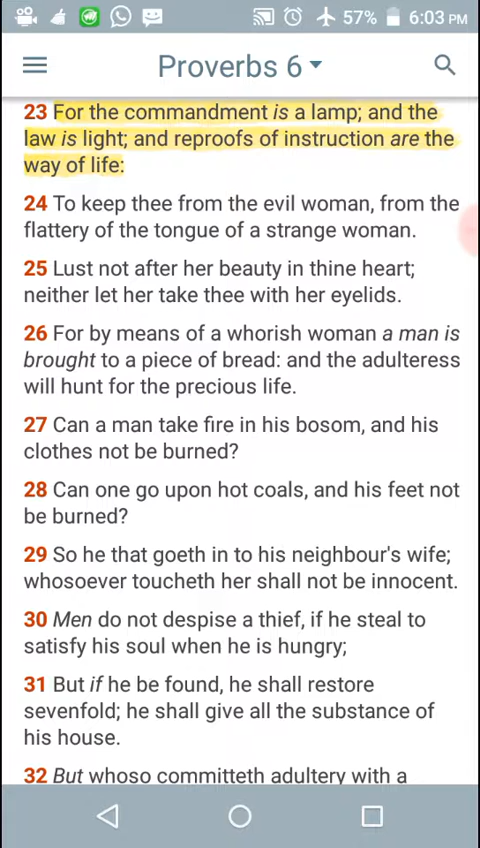 57% 6:03 PM
Proverbs 6
23 For the commandment is a lamp; and the
law is light; and reproofs of instruction are the
way of life:
24 To keep thee from the evil woman, from the
flattery of the tongue of a strange woman.
25 Lust not after her beauty in thine heart;
neither let her take thee with her eyelids.
26 For by means of a whorish woman a man is
brought to a piece of bread: and the adulteress
will hunt for the precious life.
27 Can a man take fire in his bosom, and his
clothes not be burned?
28 Can one go upon hot coals, and his feet not
be burned?
29 So he that goeth in to his neighbour's wife;
whosoever toucheth her shall not be innocent.
30 Men do not despise a thief, if he steal to
satisfy his soul when he is hungry;
31 But if he be found, he shall restore
sevenfold; he shall give all the substance of
his house.
32 But whoso committeth adultery with a